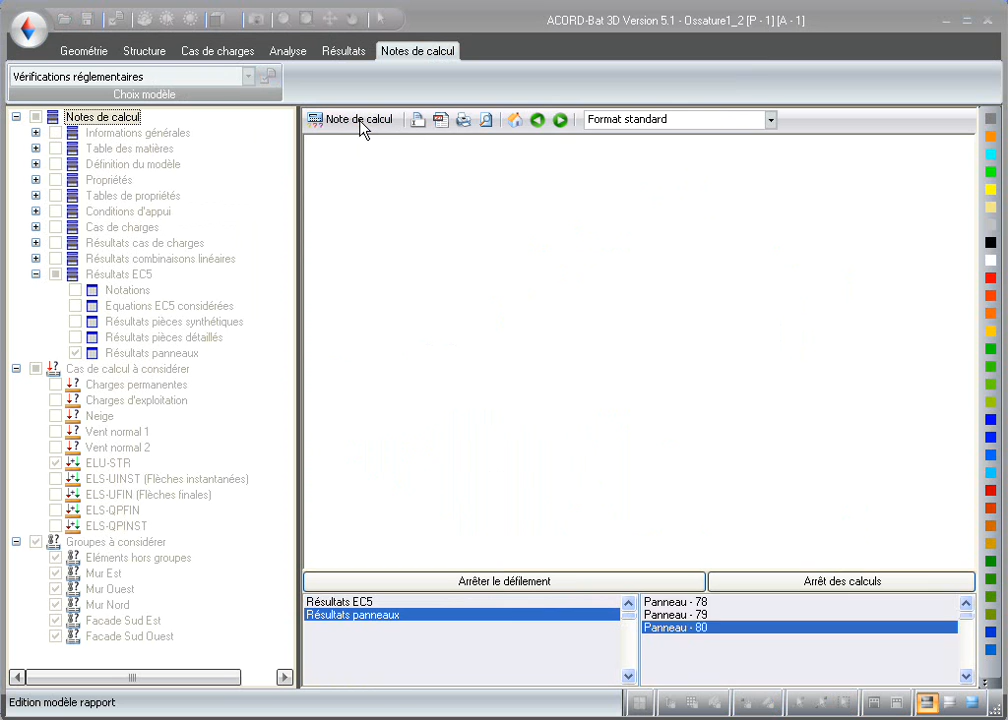 ACORD-Bat 3D Version 5.1 - Ossature1_2 [P - 1] [A - 1]
Geométrie Structure Cas de charges Analyse Résultats Notes de calcul
Vérifications réglementaires
Choix modèle
Notes de calcul
Informations générales
Table des matières
Définition du modèle
Propriétés
Tables de propriétés
Conditions d'appui
Cas de charges
Résultats cas de charges
Résultats combinaisons linéaires
Résultats EC5
Notations
Equations EC5 considérées
Résultats pièces synthétiques
Résultats pièces détaillés
Résultats panneaux
Cas de calcul à considérer
Charges permanentes
Charges d'exploitation
Neige
Vent normal 1
Vent normal 2
ELU-STR
ELS-UINST (Flèches instantanées)
ELS-UFIN (Flèches finales)
ELS-QPFIN
ELS-QPINST
Groupes à considérer
Eléments hors groupes
Mur Est
Mur Ouest
Mur Nord
Facade Sud Est
Facade Sud Ouest
Note de calcul Format standard
Arrêter le défilement Arrêt des calculs
Résultats EC5
Résultats panneaux
Panneau - 78
Panneau - 79
Panneau - 80
Edition modèle rapport